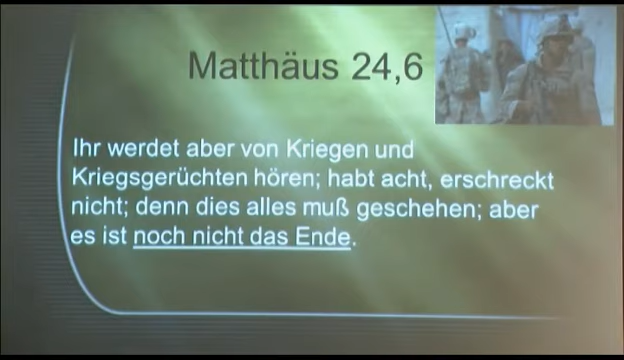 Matthäus 24,6
Ihr werdet aber von Kriegen und
Kriegsgerüchten hören; habt acht, erschreckt
nicht; denn dies alles muß geschehen; aber
es ist noch nicht das Ende.